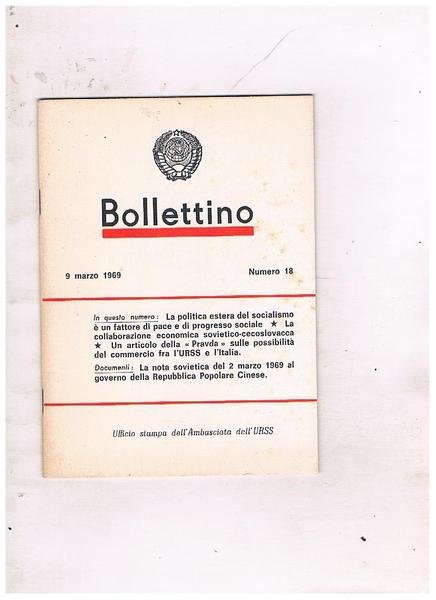 Bollettino
9 marzo 1969 Numero 18
In questo numero: La politica estera del socialismo
è un fattore di pace e di progresso sociale ★ La
collaborazione economica sovietico-cecoslovacca
★ Un articolo della « Pravda » sulle possibilità
del commercio fra l'URSS e l'Italia.
Documenti: La nota sovietica del 2 marzo 1969 al
governo della Repubblica Popolare Cinese.
Ufficio stampa dell'Ambasciata dell'URSS